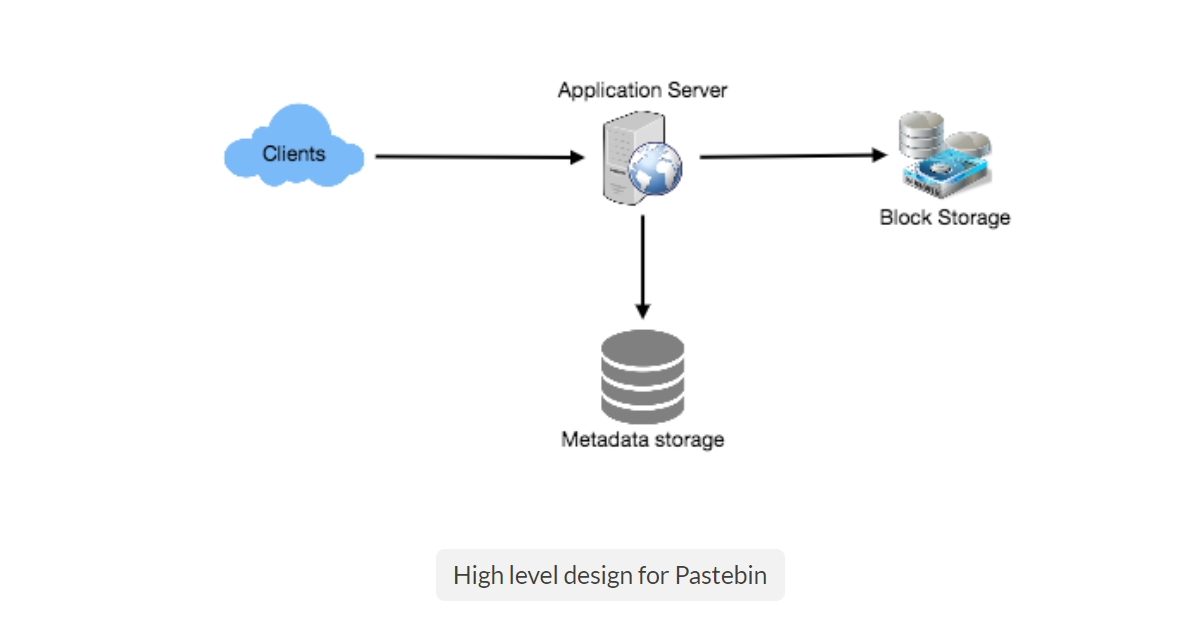 Application Server
Clients
Block Storage
Metadata storage
High level design for Pastebin